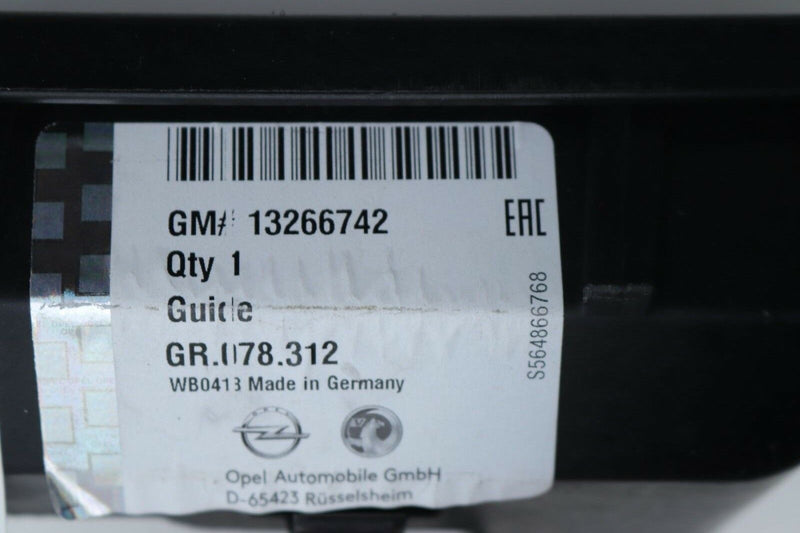 GM# 13266742
EAC
Qty 1
Guide
GR.078.312
WB0413 Made in Germany
Opel Automobile GmbH
D-65423 Rüsselsheim
S564866768